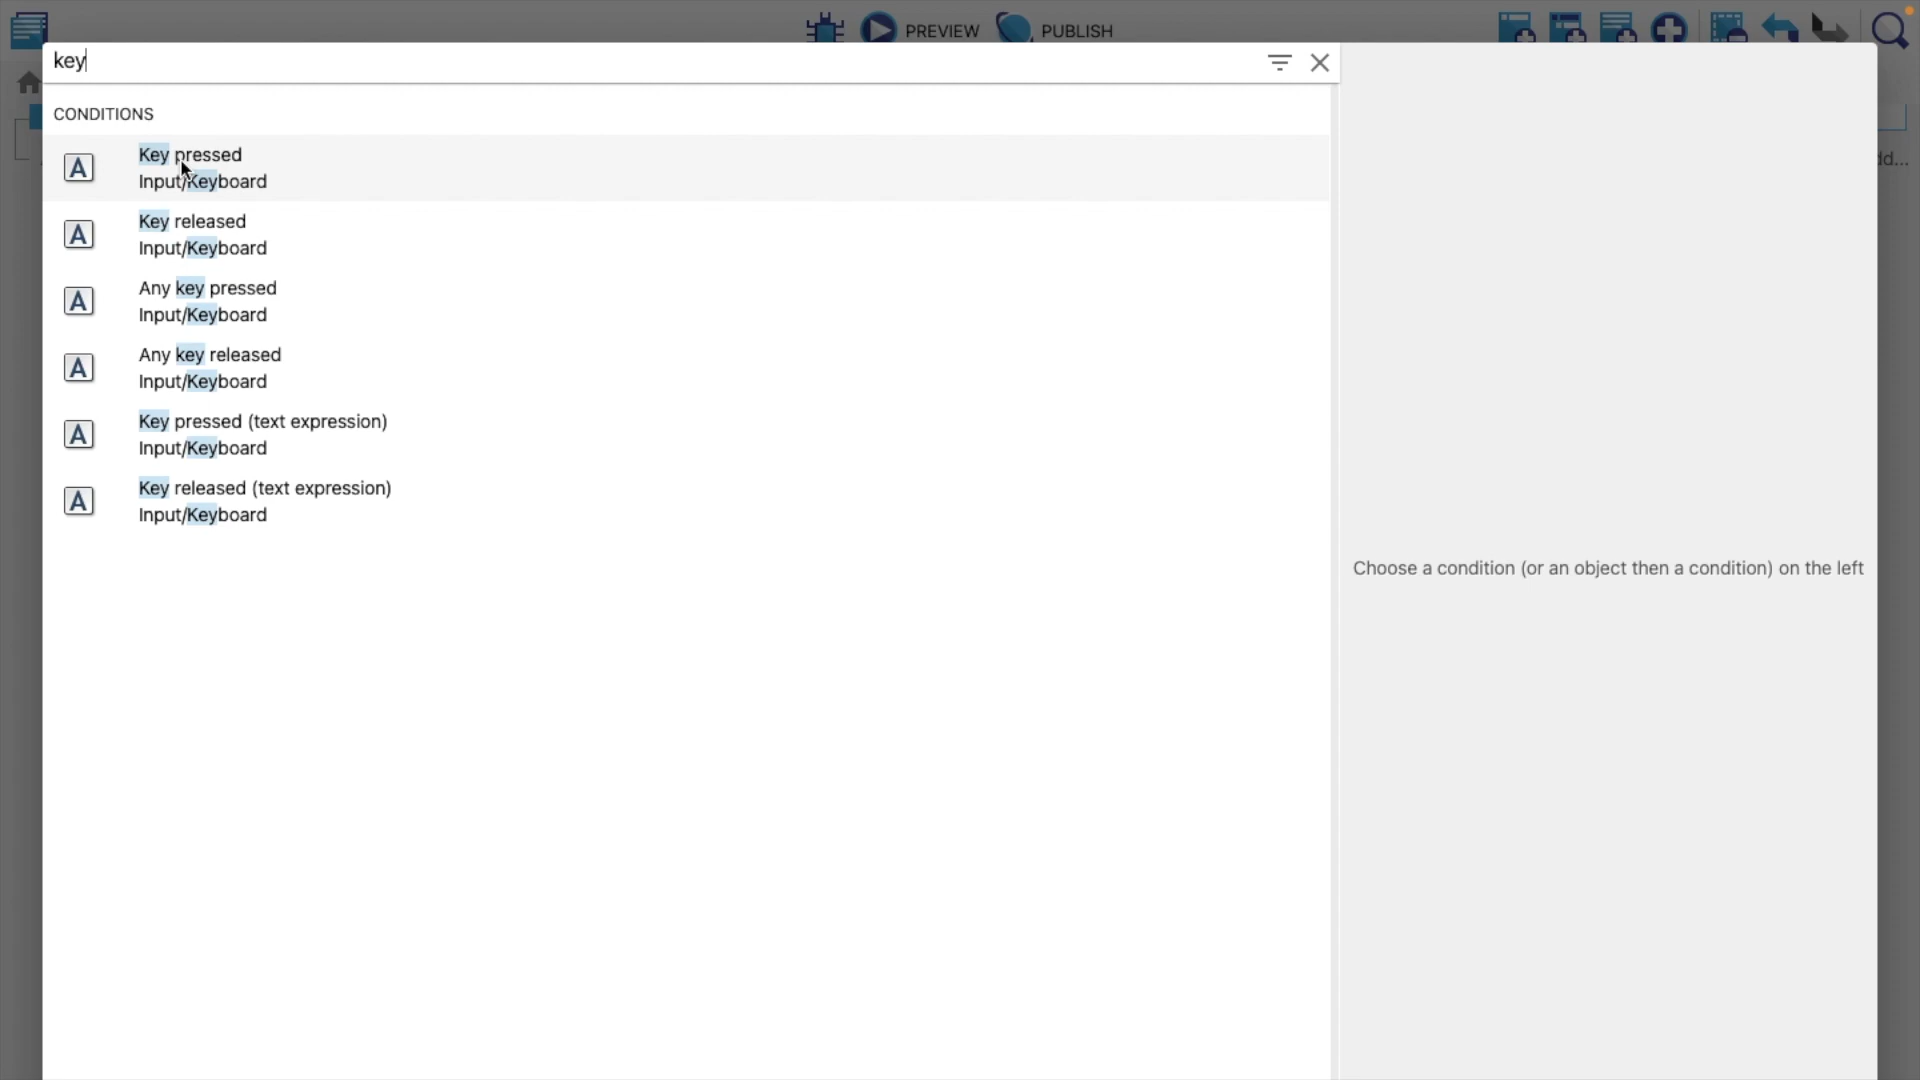 PREVIEW PUBLISH
key
CONDITIONS
Key pressed
Input/Keyboard
Key released
Input/Keyboard
Any key pressed
Input/Keyboard
Any key released
Input/Keyboard
Key pressed (text expression)
Input/Keyboard
Key released (text expression)
Input/Keyboard
Choose a condition (or an object then a condition) on the left